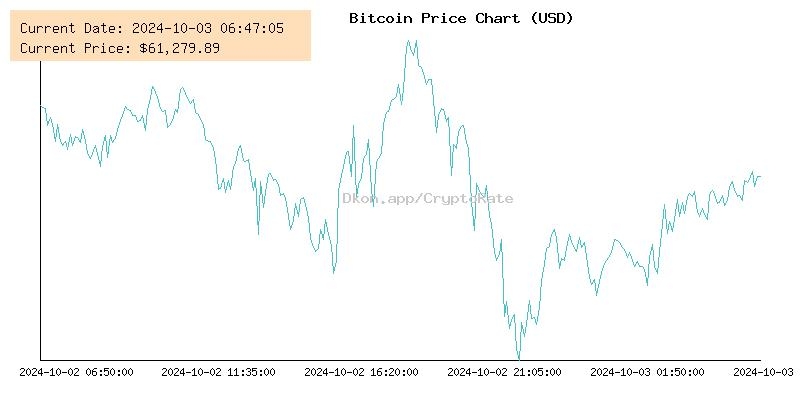 Bitcoin Price Chart (USD)
Current Date: 2024-10-03 06:47:05
Current Price: $61,279.89
Dkon.app/CryptoKate
2024-10-02 06:50:00 2024-10-02 11:35:00 2024-10-02 16:20:00 2024-10-02 21:05:00 2024-10-03 01:50:00 2024-10-03